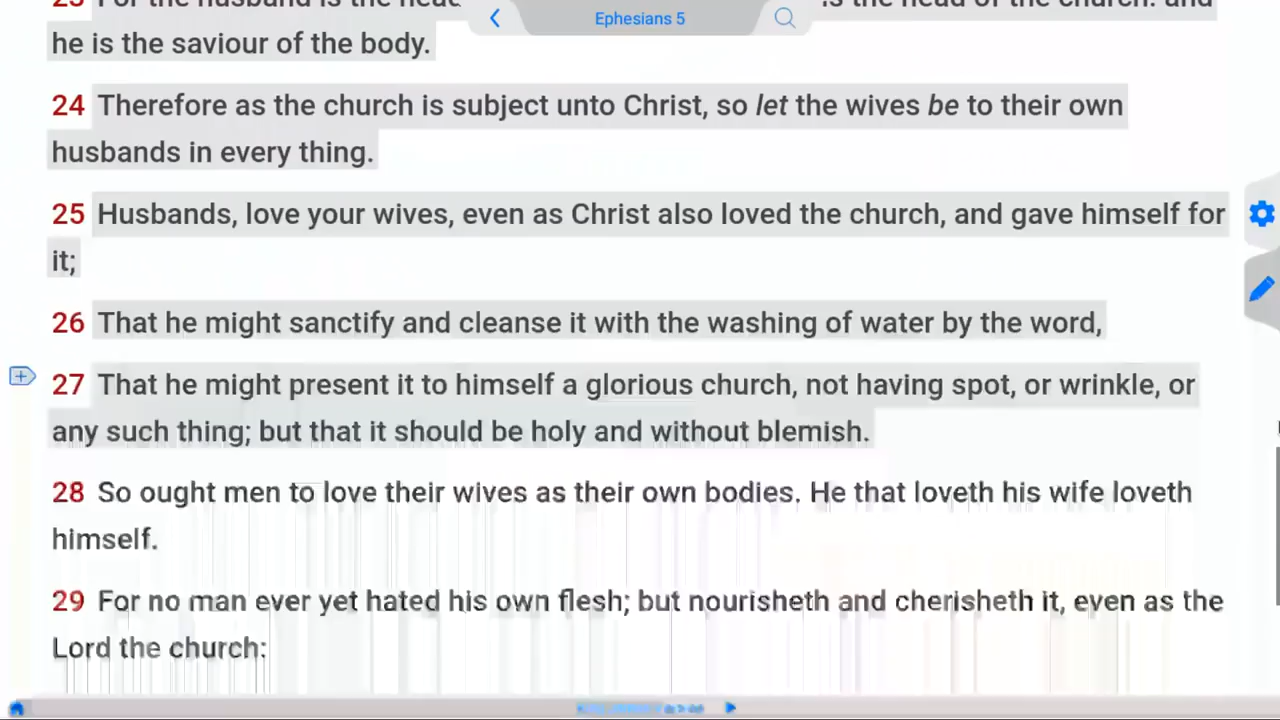 Ephesians 5
he is the saviour of the body.
24 Therefore as the church is subject unto Christ, so let the wives be to their own
husbands in every thing.
25 Husbands, love your wives, even as Christ also loved the church, and gave himself for
it;
26 That he might sanctify and cleanse it with the washing of water by the word,
27 That he might present it to himself a glorious church, not having spot, or wrinkle, or
any such thing; but that it should be holy and without blemish.
28 So ought men to love their wives as their own bodies. He that loveth his wife loveth
himself.
29 For no man ever yet hated his own flesh; but nourisheth and cherisheth it, even as the
Lord the church: